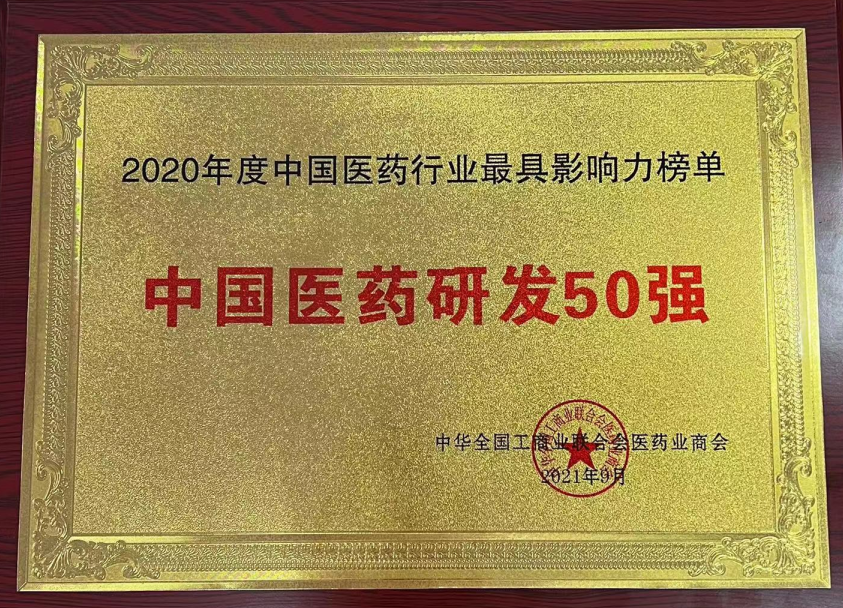 2020年度中国医药行业最具影响力榜单
中国医药研发50强
中华全国工商业联合会医药业商会
2021年9月